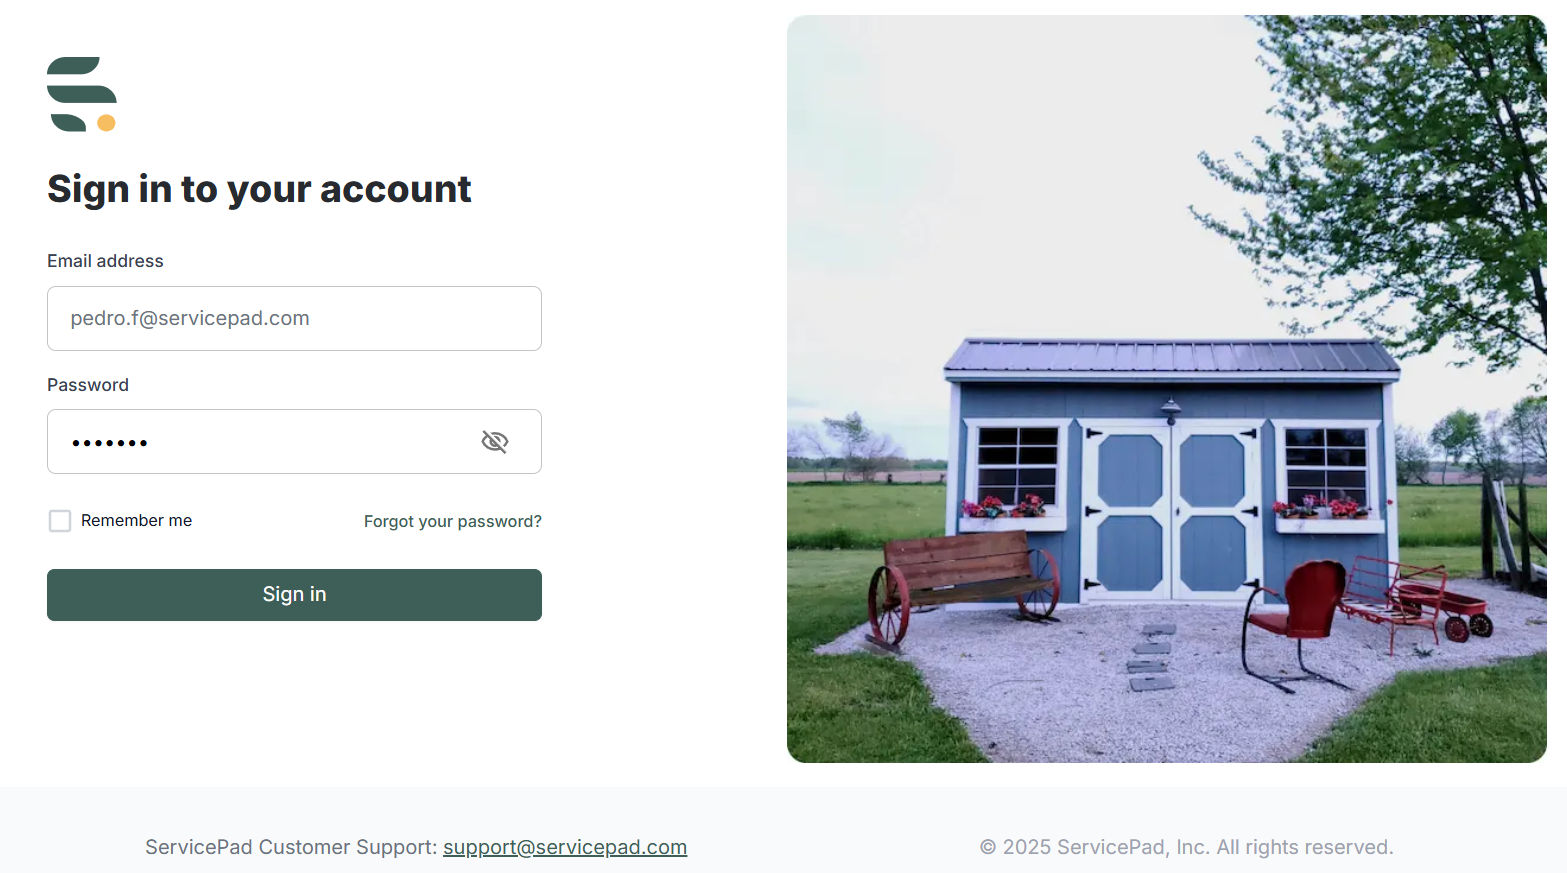 Sign in to your account
Email address
pedro.f@servicepad.com
Password
•••••••
Remember me
Forgot your password?
Sign in
ServicePad Customer Support: support@servicepad.com
© 2025 ServicePad, Inc. All rights reserved.